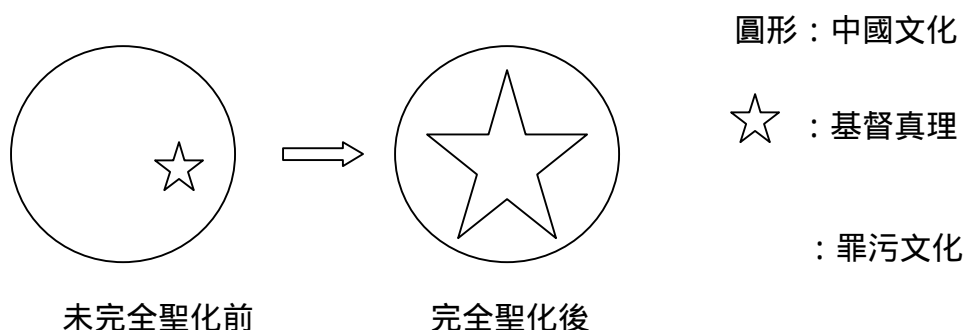 圓形：中國文化
：基督真理
：罪污文化
未完全聖化前
完全聖化後